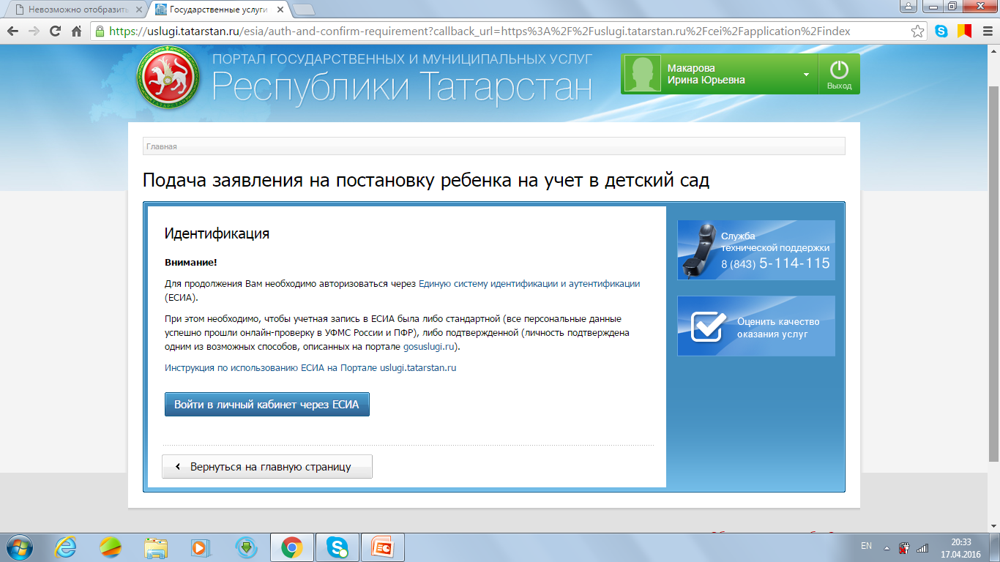 Невозможно отобразить
Государственные услуги
https://uslugi.tatarstan.ru/esia/auth-and-confirm-requirement?callback_url=https%3A%2F%2Fuslugi.tatarstan.ru%2Fcei%2Fapplication%2Findex
ПОРТАЛ ГОСУДАРСТВЕННЫХ И МУНИЦИПАЛЬНЫХ УСЛУГ
Республики Татарстан
Макарова
Ирина Юрьевна
Выход
Главная
Подача заявления на постановку ребенка на учет в детский сад
Идентификация
Внимание!
Для продолжения Вам необходимо авторизоваться через Единую систему идентификации и аутентификации
(ЕСИА).
При этом необходимо, чтобы учетная запись в ЕСИА была либо стандартной (все персональные данные
успешно прошли онлайн-проверку в УФМС России и ПФР), либо подтвержденной (личность подтверждена
одним из возможных способов, описанных на портале gosuslugi.ru).
Инструкция по использованию ЕСИА на Портале uslugi.tatarstan.ru
Войти в личный кабинет через ЕСИА
Вернуться на главную страницу
Служба
технической поддержки
8 (843) 5-114-115
Оценить качество
оказания услуг
EN
20:33
17.04.2016